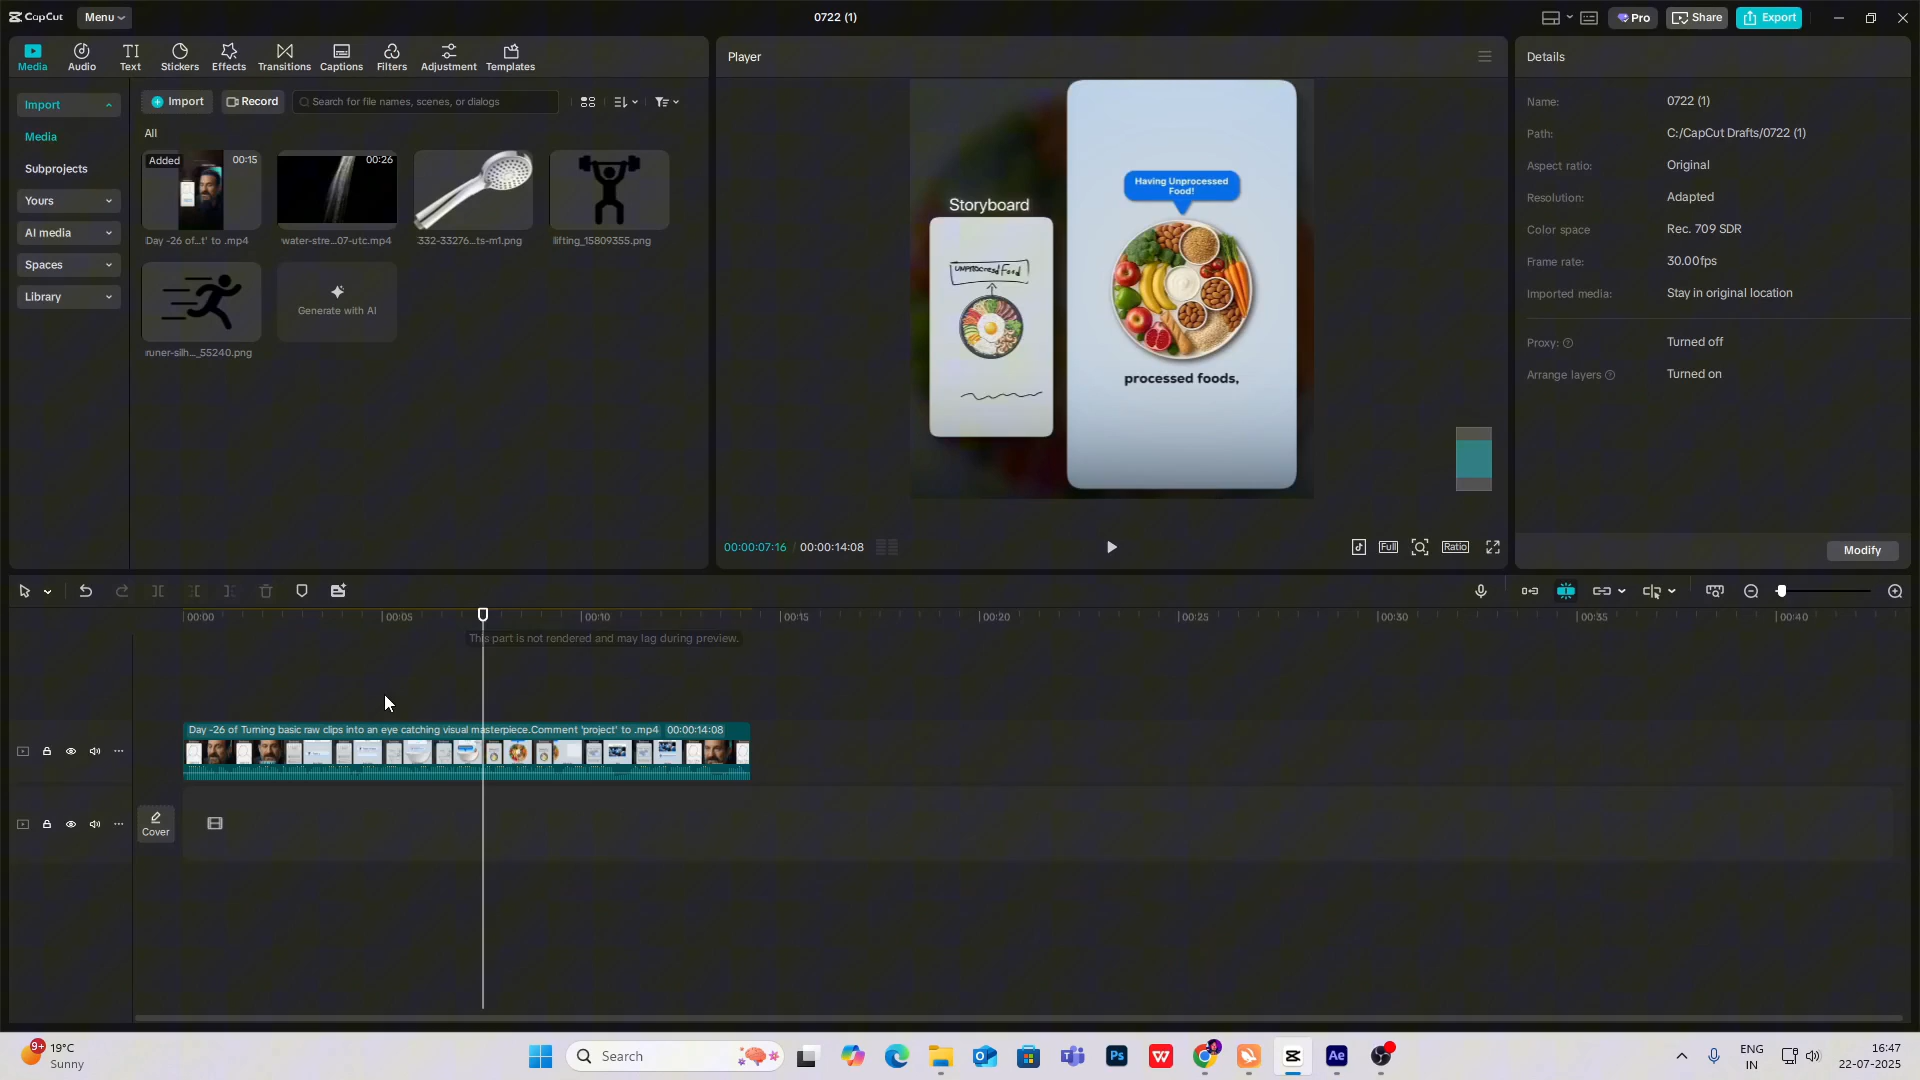 CapCut
Menu
0722 (1)
Pro
Share
Export
Media
Audio
Text
Stickers
Effects
Transitions
Captions
Filters
Adjustment
Templates
Import
Media
Subprojects
Yours
AI media
Spaces
Library
Import
Record
Search for file names, scenes, or dialogs
All
Added
00:15
Day -26 of...t' to .mp4
00:26
water-stre...07-utc.mp4
332-33276...ts-m1.png
lifting_15809355.png
runer-silh..._55240.png
Generate with AI
Player
Storyboard
unprocessed Food
Having Unprocessed
Food!
processed foods,
00:00:07:16 / 00:00:14:08
Full
Ratio
Details
Name: 0722 (1)
Path: C:/CapCut Drafts/0722 (1)
Aspect ratio: Original
Resolution: Adapted
Color space Rec. 709 SDR
Frame rate: 30.00fps
Imported media: Stay in original location
Proxy: Turned off
Arrange layers Turned on
Modify
00:00
00:05
00:10
00:15
00:20
00:25
00:30
00:35
00:40
This part is not rendered and may lag during preview.
Day -26 of Turning basic raw clips into an eye catching visual masterpiece.Comment 'project' to .mp4 00:00:14:08
Cover
9+
19°C
Sunny
Search
Ps
W
Ae
ENG
IN
16:47
22-07-2025